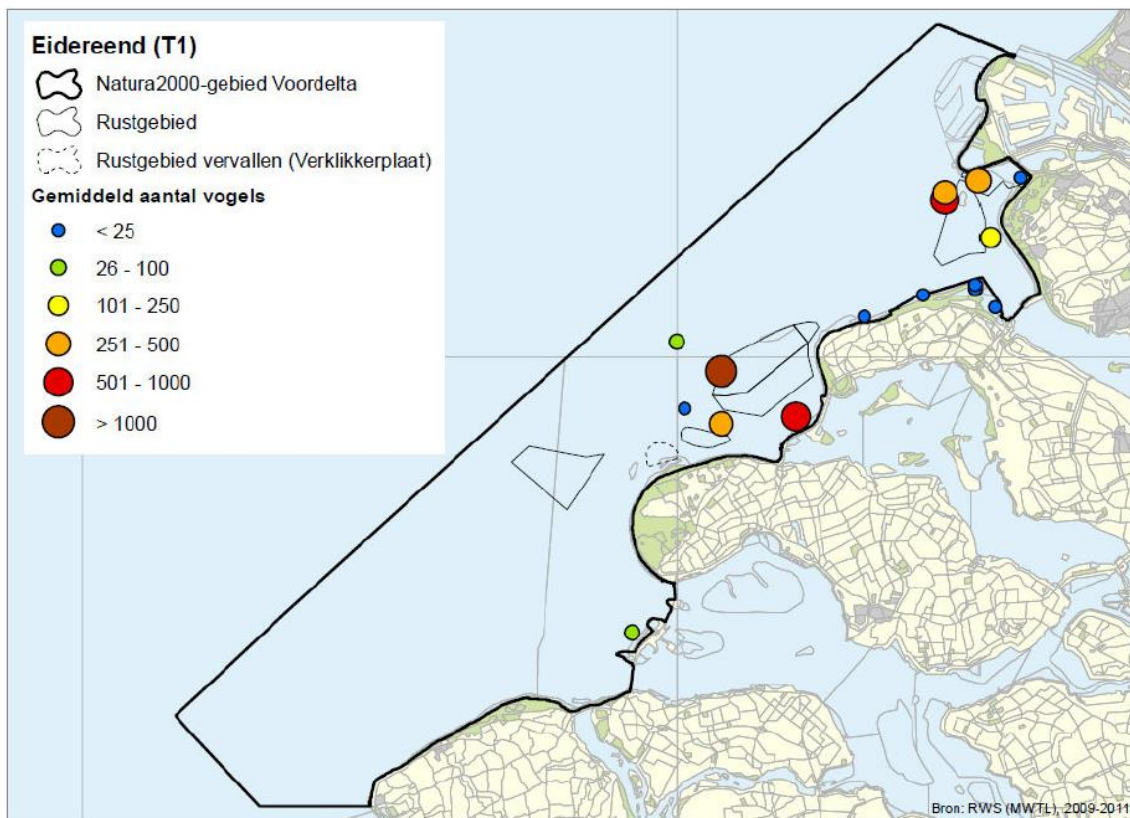 Eidereend (T1)
Natura2000-gebied Voordelta
Rustgebied
Rustgebied vervallen (Verklikkerplaat)
Gemiddeld aantal vogels
< 25
26 - 100
101 - 250
251 - 500
501 - 1000
> 1000
Bron: RWS (MWTL), 2009-2011